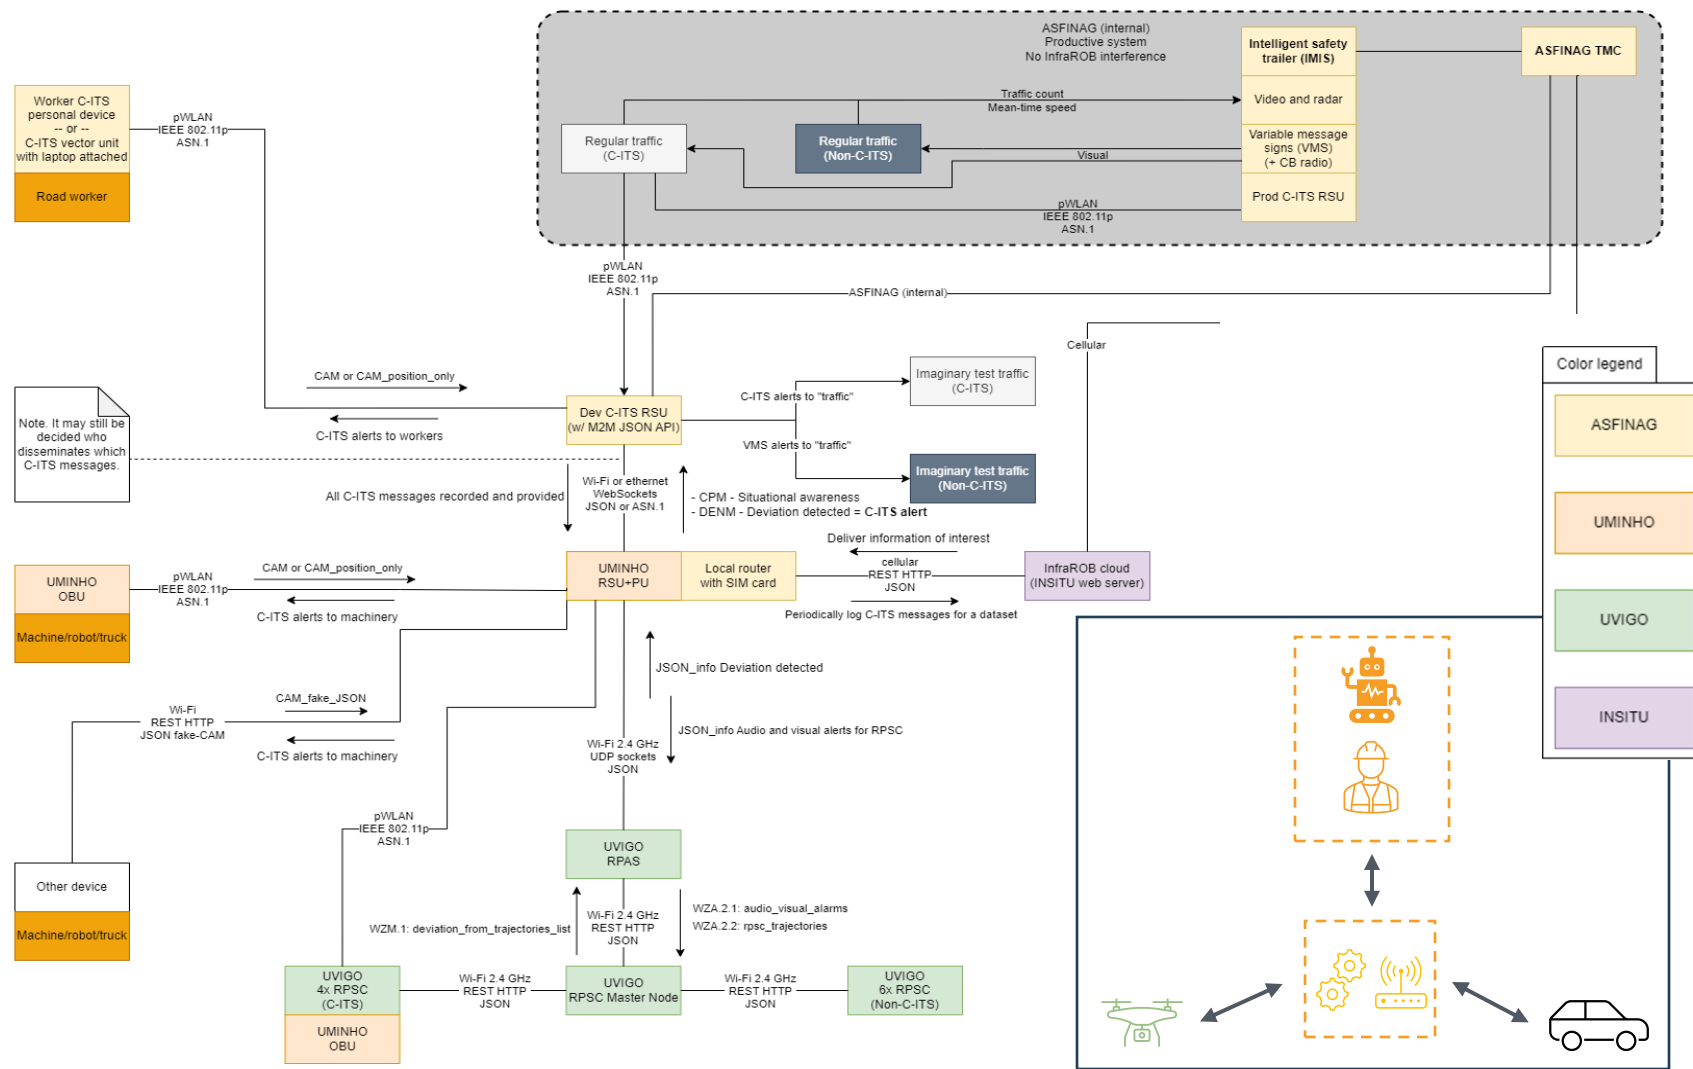 ASFINAG (internal)
Productive system
No InfraROB interference
Intelligent safety
trailer (IMIS)
ASFINAG TMC
Video and radar
Variable message
signs (VMS)
(+ CB radio)
Prod C-ITS RSU
Traffic count
Mean-time speed
Regular traffic
(C-ITS)
Regular traffic
(Non-C-ITS)
Visual
pWLAN
IEEE 802.11p
ASN.1
Worker C-ITS
personal device
-- or --
C-ITS vector unit
with laptop attached
Road worker
pWLAN
IEEE 802.11p
ASN.1
pWLAN
IEEE 802.11p
ASN.1
ASFINAG (internal)
Cellular
CAM or CAM_position_only
C-ITS alerts to workers
Note. It may still be
decided who
disseminates which
C-ITS messages.
Dev C-ITS RSU
(w/ M2M JSON API)
C-ITS alerts to "traffic"
VMS alerts to "traffic"
Imaginary test traffic
(C-ITS)
Imaginary test traffic
(Non-C-ITS)
All C-ITS messages recorded and provided
Wi-Fi or ethernet
WebSockets
JSON or ASN.1
- CPM - Situational awareness
- DENM - Deviation detected = C-ITS alert
Deliver information of interest
UMINHO
OBU
Machine/robot/truck
pWLAN
IEEE 802.11p
ASN.1
CAM or CAM_position_only
C-ITS alerts to machinery
UMINHO
RSU+PU
Local router
with SIM card
cellular
REST HTTP
JSON
Periodically log C-ITS messages for a dataset
InfraROB cloud
(INSITU web server)
JSON_info Deviation detected
JSON_info Audio and visual alerts for RPSC
CAM_fake_JSON
Wi-Fi
REST HTTP
JSON fake-CAM
C-ITS alerts to machinery
Wi-Fi 2.4 GHz
UDP sockets
JSON
pWLAN
IEEE 802.11p
ASN.1
Other device
Machine/robot/truck
UVIGO
RPAS
WZM.1: deviation_from_trajectories_list
Wi-Fi 2.4 GHz
REST HTTP
JSON
WZA.2.1: audio_visual_alarms
WZA.2.2: rpsc_trajectories
UVIGO
4x RPSC
(C-ITS)
UMINHO
OBU
Wi-Fi 2.4 GHz
REST HTTP
JSON
UVIGO
RPSC Master Node
Wi-Fi 2.4 GHz
REST HTTP
JSON
UVIGO
6x RPSC
(Non-C-ITS)
Color legend
ASFINAG
UMINHO
UVIGO
INSITU